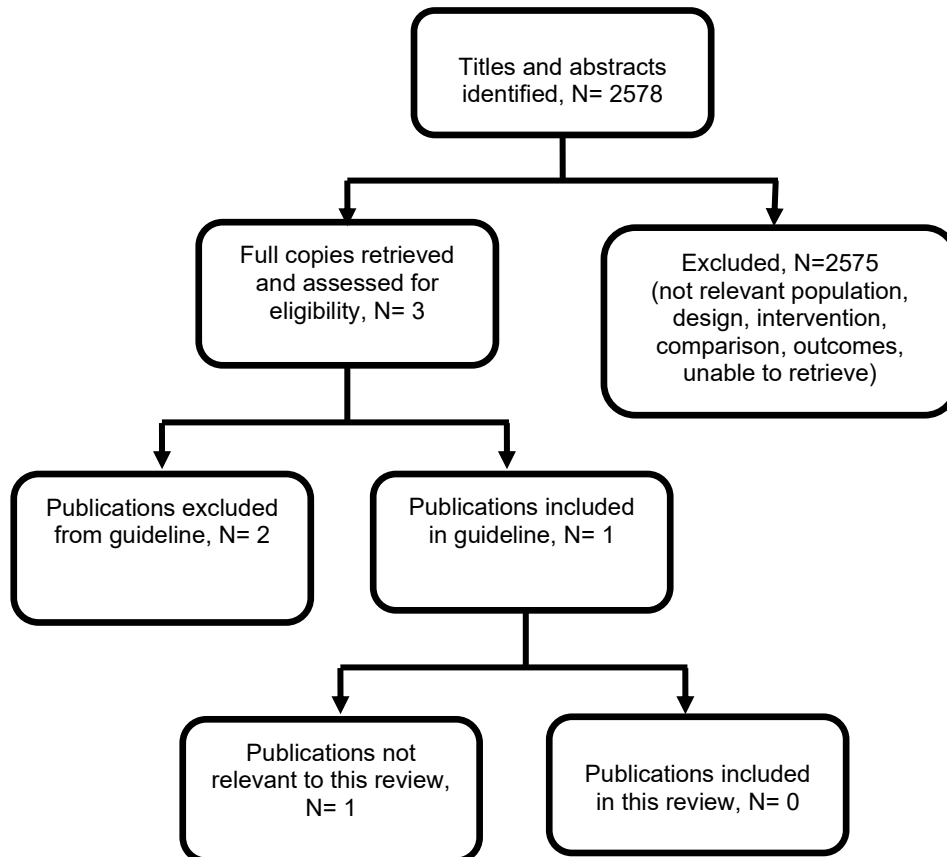 Titles and abstracts
identified, N= 2578
Full copies retrieved
and assessed for
eligibility, N= 3
Excluded, N=2575
(not relevant population,
design, intervention,
comparison, outcomes,
unable to retrieve)
Publications excluded
from guideline, N= 2
Publications included
in guideline, N= 1
Publications not
relevant to this review,
N= 1
Publications included
in this review, N= 0